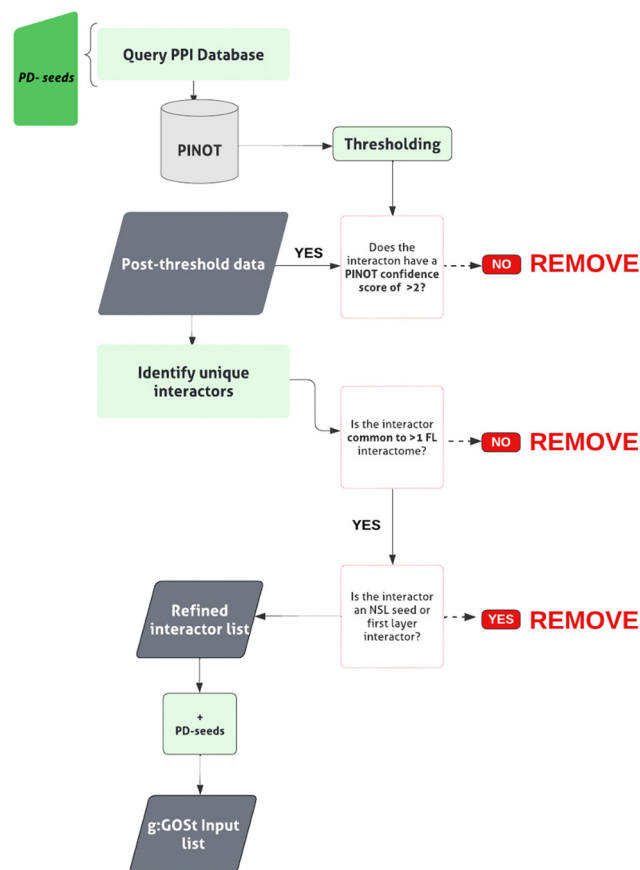 PD- seeds
Query PPI Database
PINOT
Thresholding
Post-threshold data
YES
Does the
interacton have a
PINOT confidence
score of >2?
NO
REMOVE
Identify unique
interactors
Is the interactor
common to >1 FL
interactome?
NO
REMOVE
YES
Is the interactor
an NSL seed or
first layer
interactor?
YES
REMOVE
Refined
interactor list
+
PD-seeds
g:GOSt Input
list